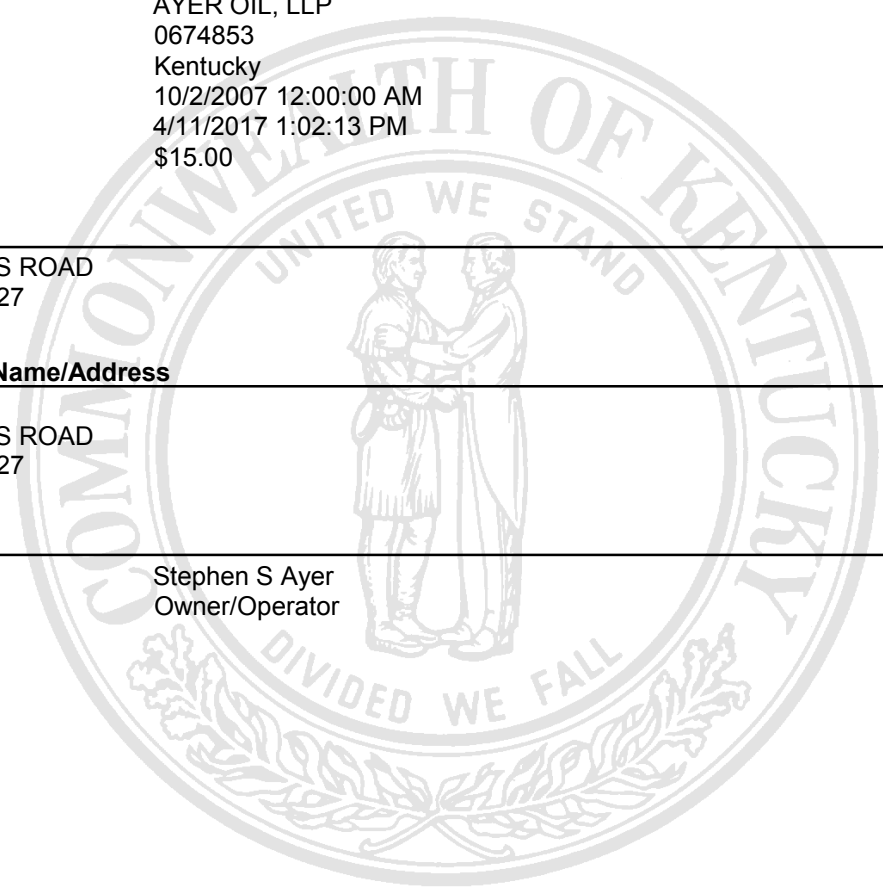 AYER OIL, LLP
0674853
Kentucky
10/2/2007 12:00:00 AM
4/11/2017 1:02:13 PM
$15.00
COMMONWEALTH OF KENTUCKY
UNITED WE STAND
S ROAD
27
Name/Address
S ROAD
27
Stephen S Ayer
Owner/Operator
DIVIDED WE FALL